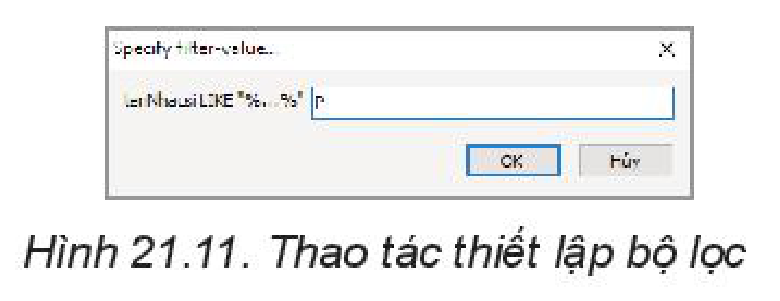 Specify filter-value...
tenNhacsi LIKE "%...%" P
OK Hủy
Hình 21.11. Thao tác thiết lập bộ lọc